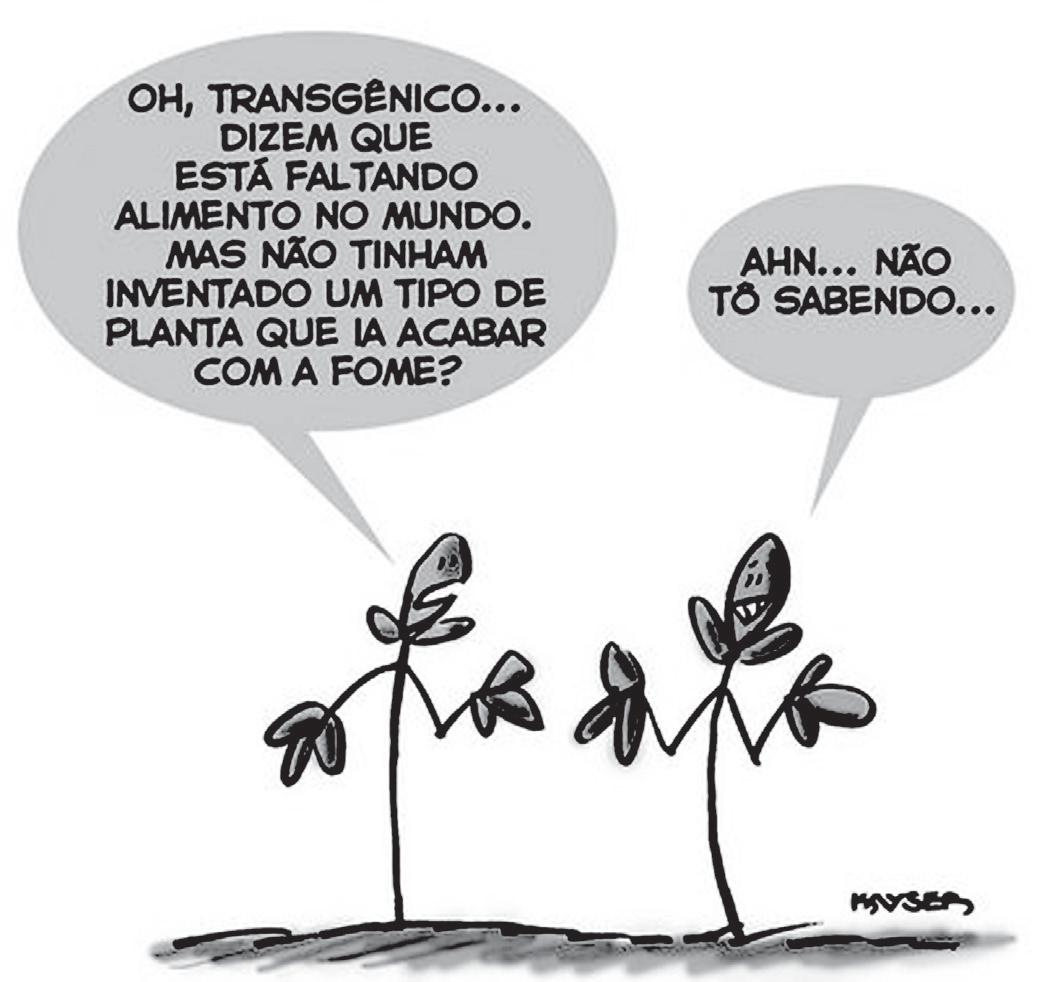 OH, TRANSGÊNICO...
DIZEM QUE
ESTÁ FALTANDO
ALIMENTO NO MUNDO.
MAS NÃO TINHAM
INVENTADO UM TIPO DE
PLANTA QUE IA ACABAR
COM A FOME?
AHN... NÃO
TÔ SABENDO...
KAYSER